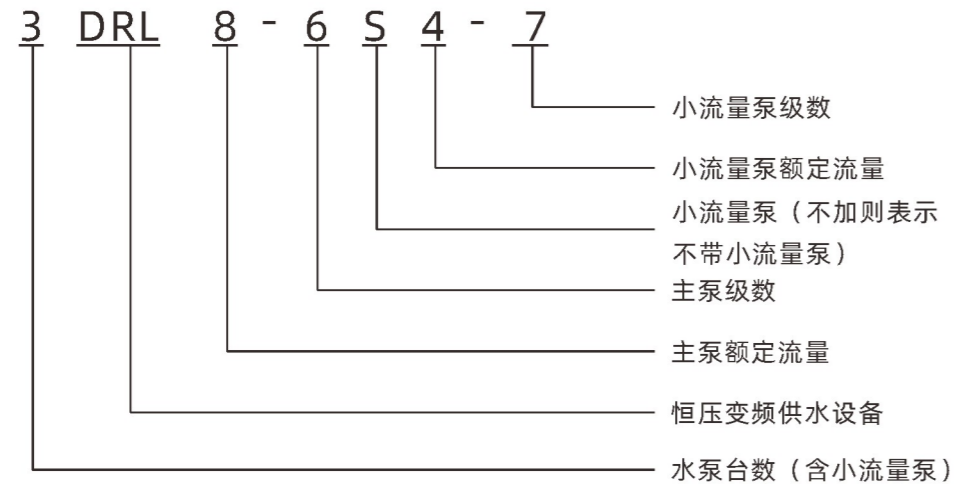 3 DRL 8 - 6 S 4 - 7
小流量泵级数
小流量泵额定流量
小流量泵（不加则表示
不带小流量泵）
主泵级数
主泵额定流量
恒压变频供水设备
水泵台数（含小流量泵）